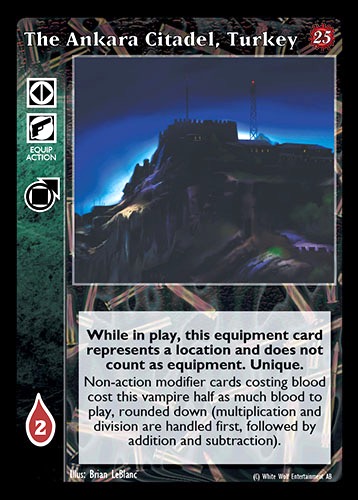 The Ankara Citadel, Turkey 25
EQUIP
ACTION
While in play, this equipment card
represents a location and does not
count as equipment. Unique.
Non-action modifier cards costing blood
cost this vampire half as much blood to
play, rounded down (multiplication and
division are handled first, followed by
addition and subtraction).
2
Illus: Brian LeBlanc (C) White Wolf Entertainment AB